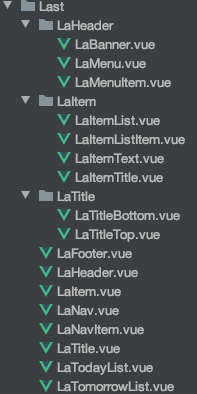 Last
LaHeader
LaBanner.vue
LaMenu.vue
LaMenuItem.vue
LaItem
LaItemList.vue
LaItemListItem.vue
LaItemText.vue
LaItemTitle.vue
LaTitle
LaTitleBottom.vue
LaTitleTop.vue
LaFooter.vue
LaHeader.vue
LaItem.vue
LaNav.vue
LaNavItem.vue
LaTitle.vue
LaTodayList.vue
LaTomorrowList.vue